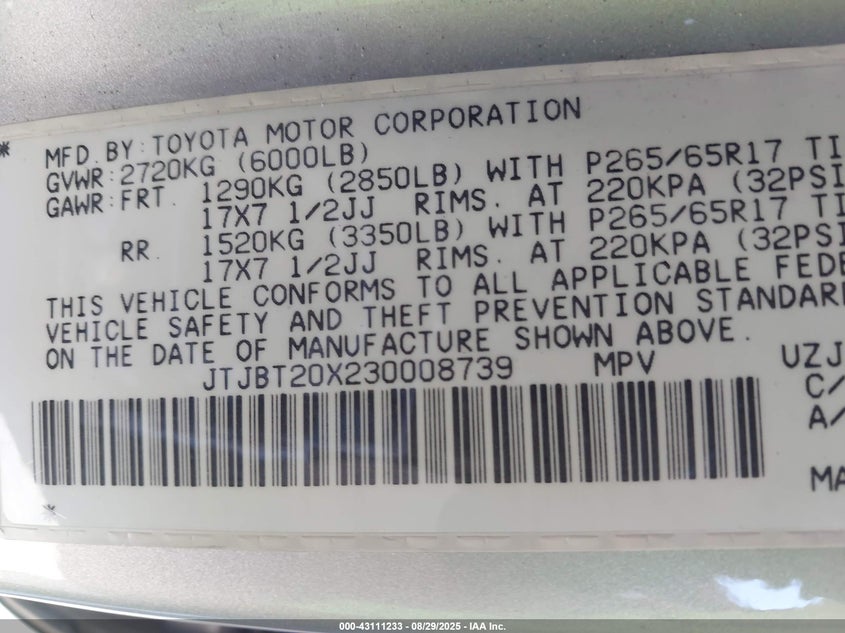 * MFD. BY: TOYOTA MOTOR CORPORATION
GVWR: 2720KG (6000LB)
GAWR: FRT. 1290KG (2850LB) WITH P265/65R17 TI
17X7 1/2JJ RIMS. AT 220KPA (32PSI
RR. 1520KG (3350LB) WITH P265/65R17 TI
17X7 1/2JJ RIMS. AT 220KPA (32PSI
THIS VEHICLE CONFORMS TO ALL APPLICABLE FEDE
VEHICLE SAFETY AND THEFT PREVENTION STANDAR
ON THE DATE OF MANUFACTURE SHOWN ABOVE.
JTJBT20X230008739 MPV UZJ
C/
A/
MA
*
000-43111233 - 08/29/2025 - IAA Inc.